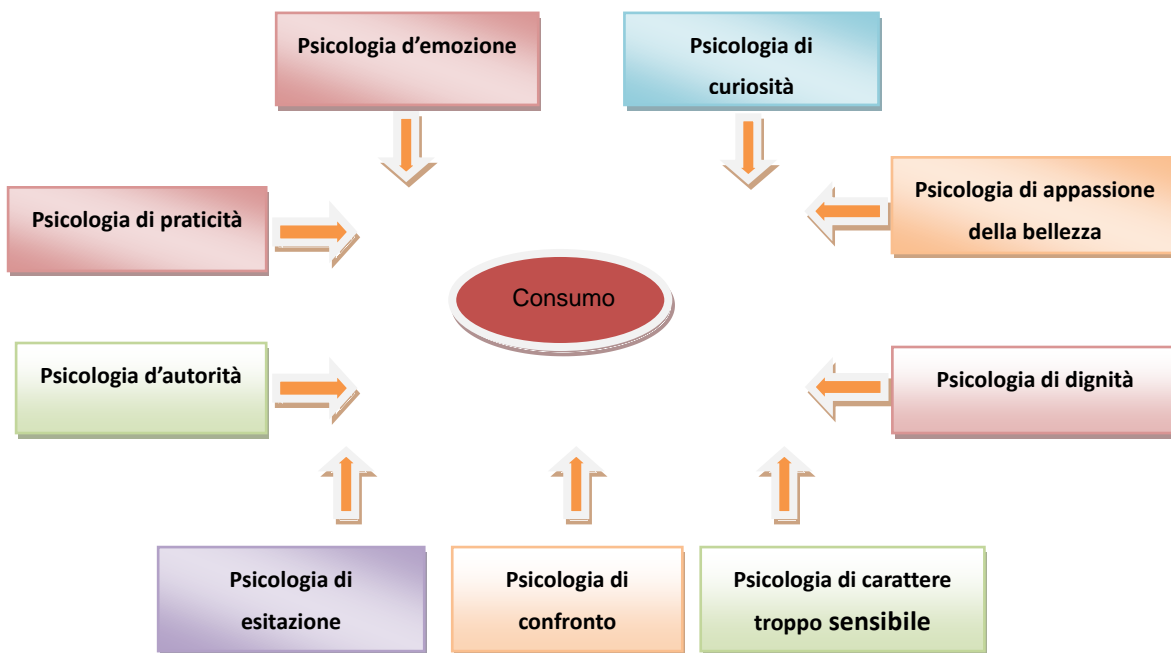 Psicologia d’emozione
Psicologia di
curiosità
Psicologia di praticità
Psicologia di appassione
della bellezza
Consumo
Psicologia d’autorità
Psicologia di dignità
Psicologia di
esitazione
Psicologia di
confronto
Psicologia di carattere
troppo sensibile